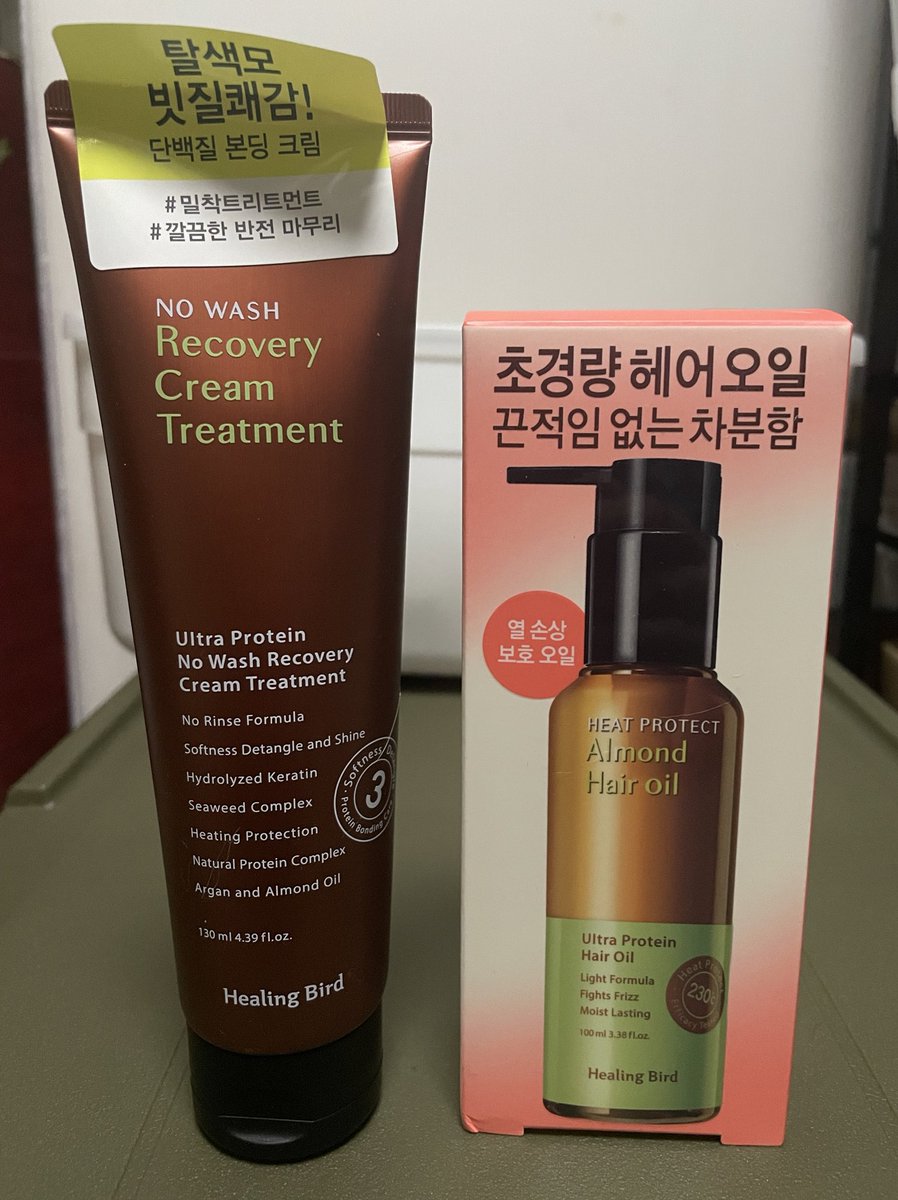 탈색모
빗질쾌감!
단백질 본딩 크림
#밀착트리트먼트
#깔끔한 반전 마무리
NO WASH
Recovery
Cream
Treatment
Ultra Protein
No Wash Recovery
Cream Treatment
No Rinse Formula
Softness Detangle and Shine
Hydrolyzed Keratin
Seaweed Complex
Heating Protection
Natural Protein Complex
Argan and Almond Oil
Softness
3
Protein Bonding
130 ml 4.39 fl.oz.
Healing Bird
초경량 헤어오일
끈적임 없는 차분함
열 손상
보호 오일
HEAT PROTECT
Almond
Hair oil
Ultra Protein
Hair Oil
Light Formula
Fights Frizz
Moist Lasting
Heat
230
Efficacy
100 ml 3.38 fl.oz.
Healing Bird